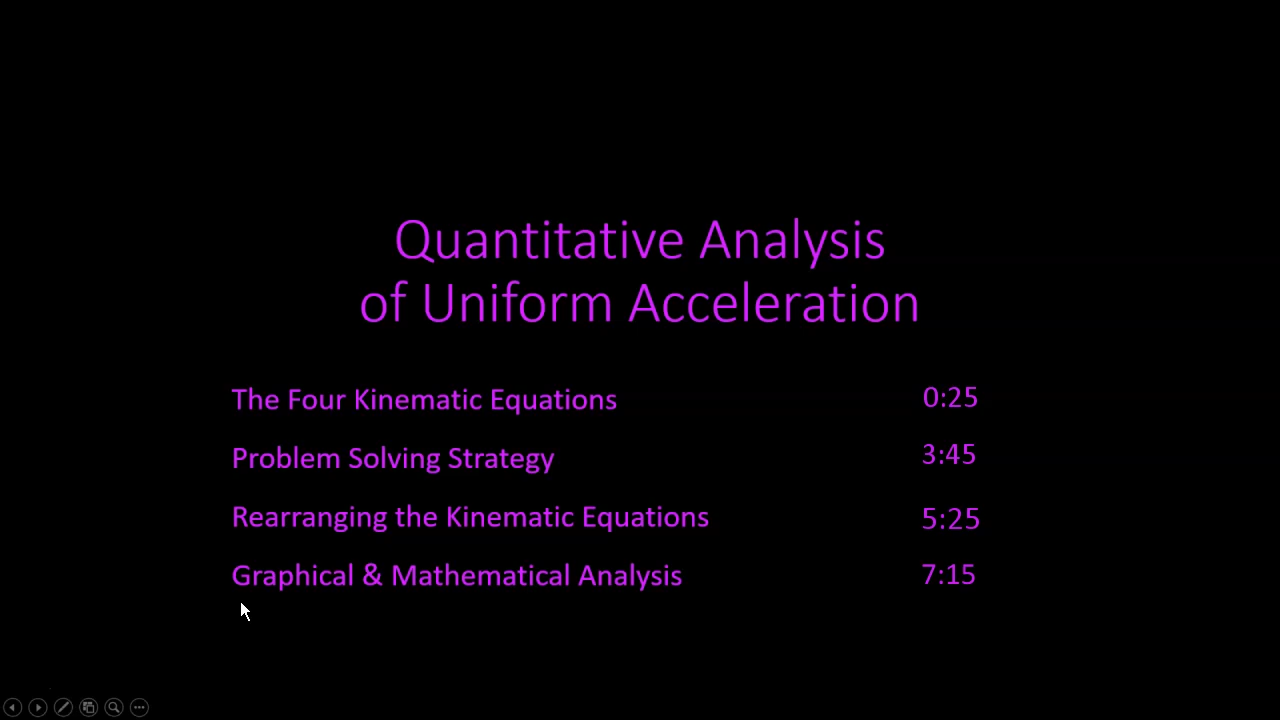 Quantitative Analysis
of Uniform Acceleration
The Four Kinematic Equations 0:25
Problem Solving Strategy 3:45
Rearranging the Kinematic Equations 5:25
Graphical & Mathematical Analysis 7:15